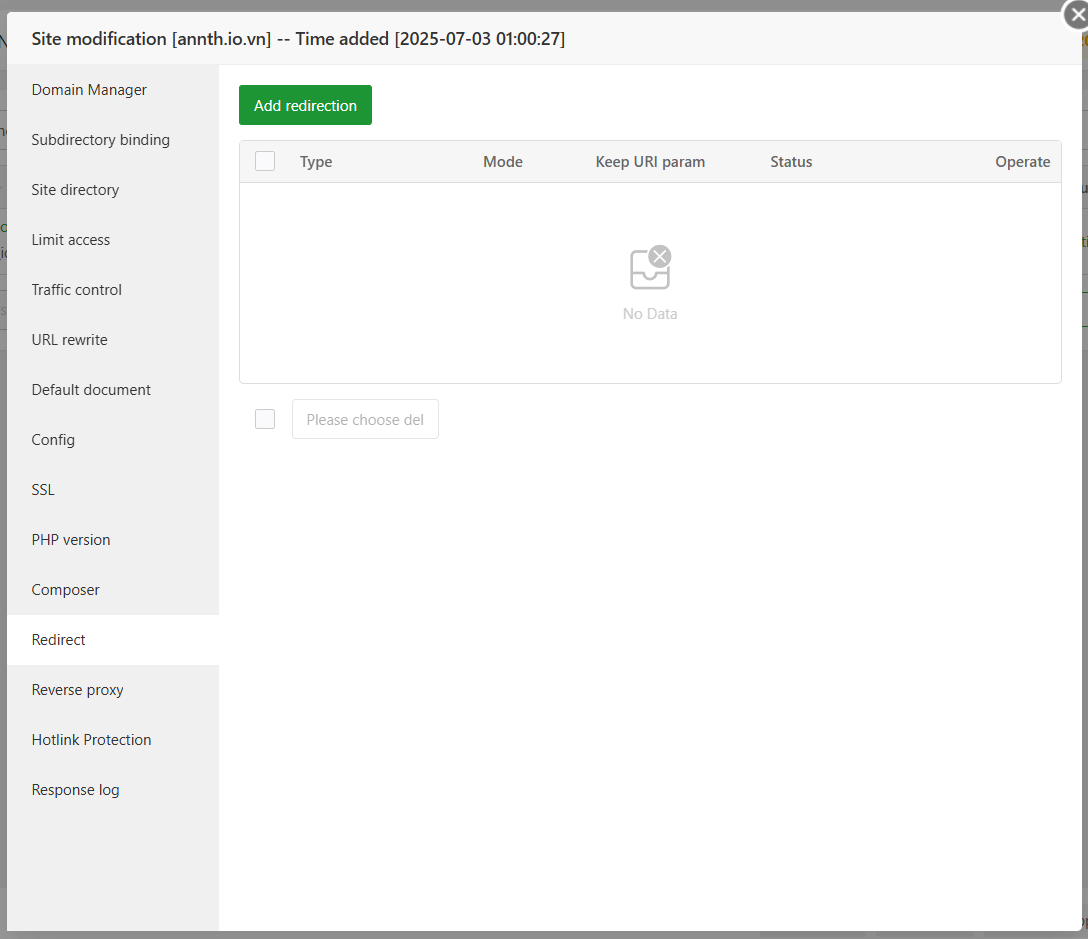 Site modification [annth.io.vn] -- Time added [2025-07-03 01:00:27]
Domain Manager
Subdirectory binding
Site directory
Limit access
Traffic control
URL rewrite
Default document
Config
SSL
PHP version
Composer
Redirect
Reverse proxy
Hotlink Protection
Response log
Add redirection
Type Mode Keep URI param Status Operate
No Data
Please choose del